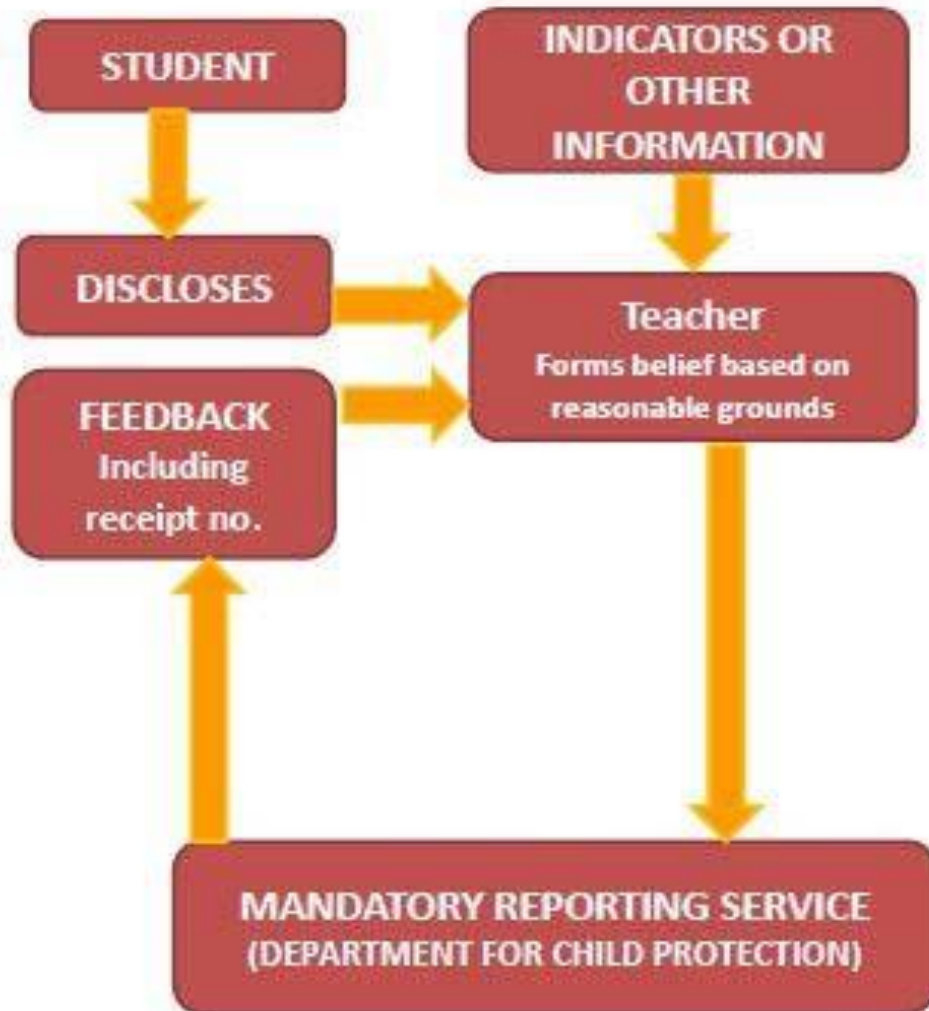 STUDENT
INDICATORS OR
OTHER
INFORMATION
DISCLOSES
Teacher
Forms belief based on
reasonable grounds
FEEDBACK
Including
receipt no.
MANDATORY REPORTING SERVICE
(DEPARTMENT FOR CHILD PROTECTION)